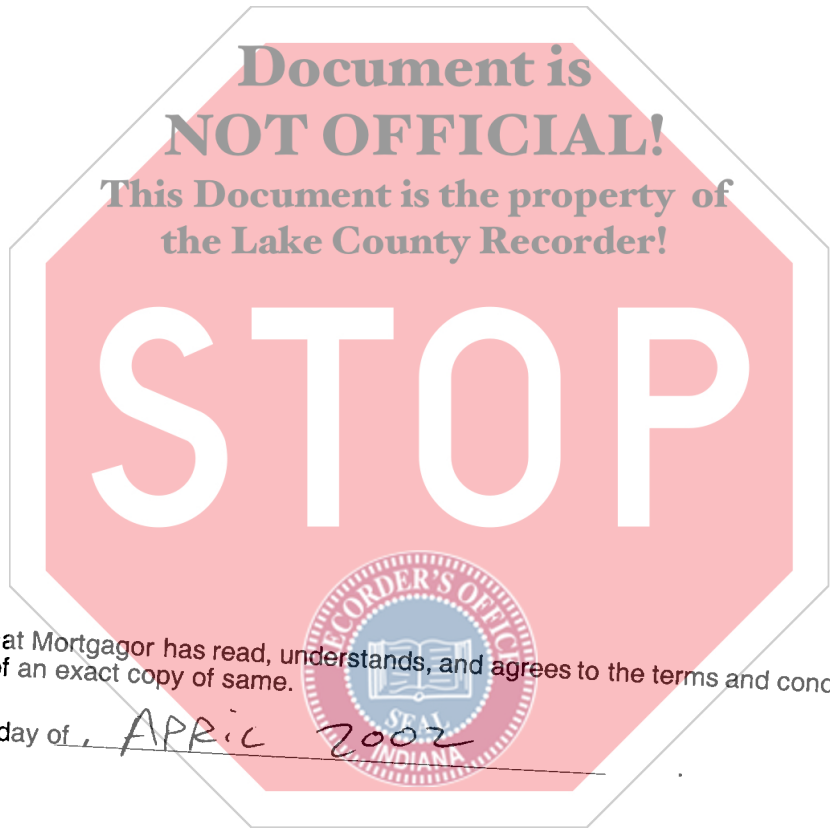 Document is
NOT OFFICIAL!
This Document is the property of
the Lake County Recorder!
STOP
RECORDER'S OFFICE
at Mortgagor has read, understands, and agrees to the terms and cond
f an exact copy of same.
SEAL
day of , APRIL 2002
INDIANA